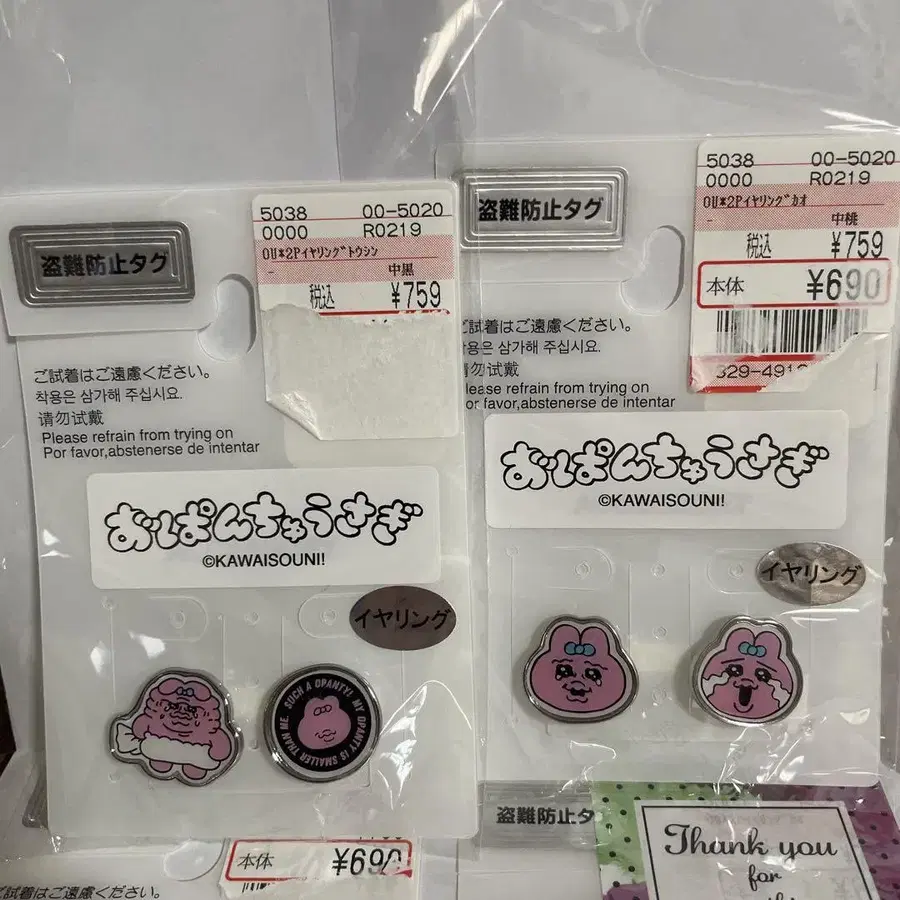 盗難防止タグ
5038 00-5020
0000 R0219
OU*2Pイヤリングトウシン
- 中黒
税込 ¥759
ご試着はご遠慮ください。
착용은 삼가해 주십시요.
请勿试戴
Please refrain from trying on
Por favor,abstenerse de intentar
おぱんちゅうさぎ
©KAWAISOUNI!
イヤリング
SUCH A OPANTY! MY OPANTY IS SMALLER THAN ME.
本体 ¥690
試着はご遠慮ください。
盗難防止タグ
5038 00-5020
0000 R0219
OU*2Pイヤリングカオ
- 中桃
税込 ¥759
本体 ¥690
ご試着はご遠慮ください。
용은 삼가해 주십시요.
勿试戴
lease refrain from trying on
or favor,abstenerse de intentar
おぱんちゅうさぎ
©KAWAISOUNI!
イヤリング
盗難防止タ
Thank you
for